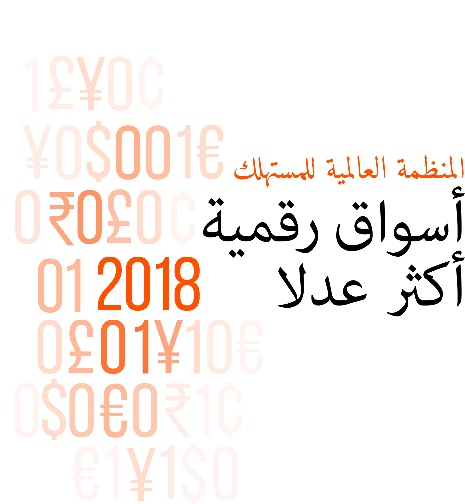 1£¥0¢
¥0$001€
0₹0£0¢
01 2018
0£01¥10€
0$0€0₹1¢
€1¥1$0
المنظمة العالمية للمستهلك
أسواق رقمية
أكثر عدلا